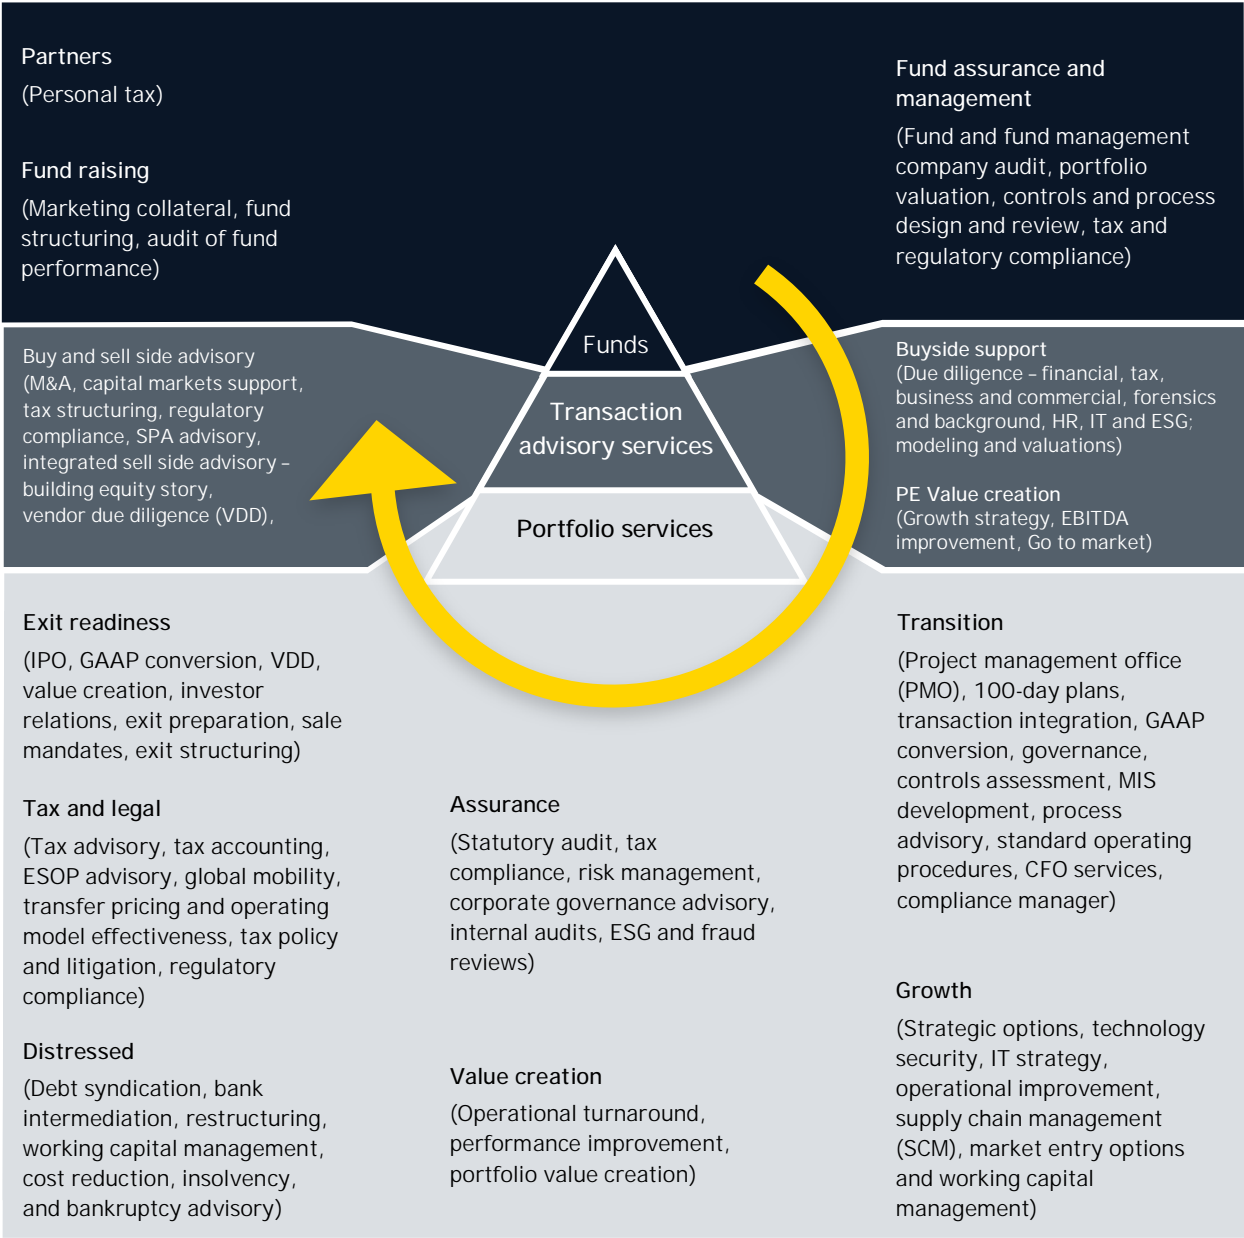 Partners
(Personal tax)
Fund raising
(Marketing collateral, fund
structuring, audit of fund
performance)
Fund assurance and
management
(Fund and fund management
company audit, portfolio
valuation, controls and process
design and review, tax and
regulatory compliance)
Funds
Transaction
advisory services
Portfolio services
Buy and sell side advisory
(M&A, capital markets support,
tax structuring, regulatory
compliance, SPA advisory,
integrated sell side advisory –
building equity story,
vendor due diligence (VDD),
Buyside support
(Due diligence – financial, tax,
business and commercial, forensics
and background, HR, IT and ESG;
modeling and valuations)
PE Value creation
(Growth strategy, EBITDA
improvement, Go to market)
Exit readiness
(IPO, GAAP conversion, VDD,
value creation, investor
relations, exit preparation, sale
mandates, exit structuring)
Tax and legal
(Tax advisory, tax accounting,
ESOP advisory, global mobility,
transfer pricing and operating
model effectiveness, tax policy
and litigation, regulatory
compliance)
Distressed
(Debt syndication, bank
intermediation, restructuring,
working capital management,
cost reduction, insolvency,
and bankruptcy advisory)
Assurance
(Statutory audit, tax
compliance, risk management,
corporate governance advisory,
internal audits, ESG and fraud
reviews)
Value creation
(Operational turnaround,
performance improvement,
portfolio value creation)
Transition
(Project management office
(PMO), 100-day plans,
transaction integration, GAAP
conversion, governance,
controls assessment, MIS
development, process
advisory, standard operating
procedures, CFO services,
compliance manager)
Growth
(Strategic options, technology
security, IT strategy,
operational improvement,
supply chain management
(SCM), market entry options
and working capital
management)